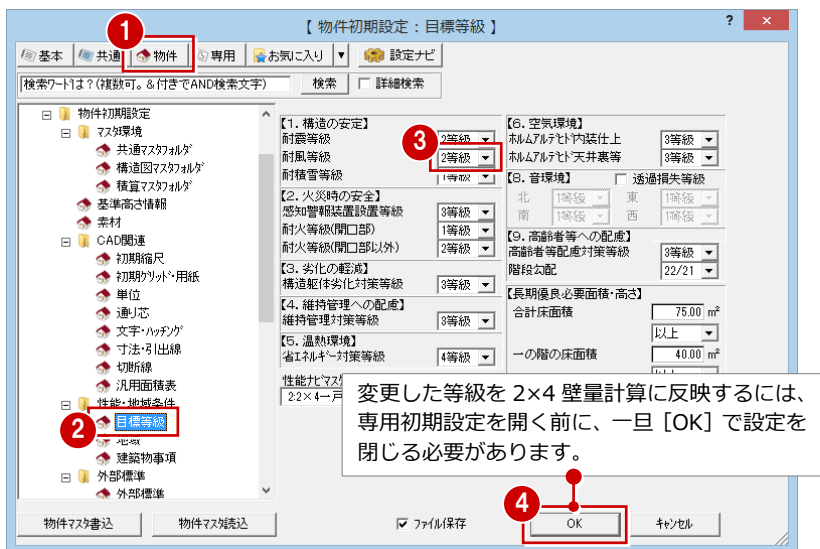 【 物件初期設定：目標等級 】
? ×
1
基本 共通 物件 専用 お気に入り ▼ 設定ナビ
検索ﾜｰﾄﾞは？(複数可。＆付きでAND検索文字) 検索 詳細検索
物件初期設定
マスタ環境
共通マスタフォルダ
構造図マスタフォルダ
積算マスタフォルダ
基準高さ情報
素材
CAD関連
初期縮尺
初期グリッド・用紙
単位
通り芯
文字・ハッチング
寸法・引出線
切断線
汎用面積表
性能・地域条件
2
目標等級
地域
建築物事項
外部標準
外部標準
【1．構造の安定】
耐震等級 2等級
3
耐風等級 2等級
耐積雪等級 1等級
【2．火災時の安全】
感知警報装置設置等級 3等級
耐火等級(開口部) 1等級
耐火等級(開口部以外) 2等級
【3．劣化の軽減】
構造躯体劣化対策等級 3等級
【4．維持管理への配慮】
維持管理対策等級 3等級
【5．温熱環境】
省エネルギー対策等級 4等級
性能ナビマス
2:2×4一戸
【6．空気環境】
ホルムアルデヒド内装仕上 3等級
ホルムアルデヒド天井裏等 3等級
【8．音環境】 透過損失等級
北 1等級 東 1等級
南 1等級 西 1等級
【9．高齢者等への配慮】
高齢者等配慮対策等級 3等級
階段勾配 22/21
【長期優良必要面積・高さ】
合計床面積 75.00 m²
以上
一の階の床面積 40.00 m²
変更した等級を 2×4 壁量計算に反映するには、
専用初期設定を開く前に、一旦［OK］で設定を
閉じる必要があります。
4
物件マスタ書込 物件マスタ読込 ファイル保存 OK キャンセル